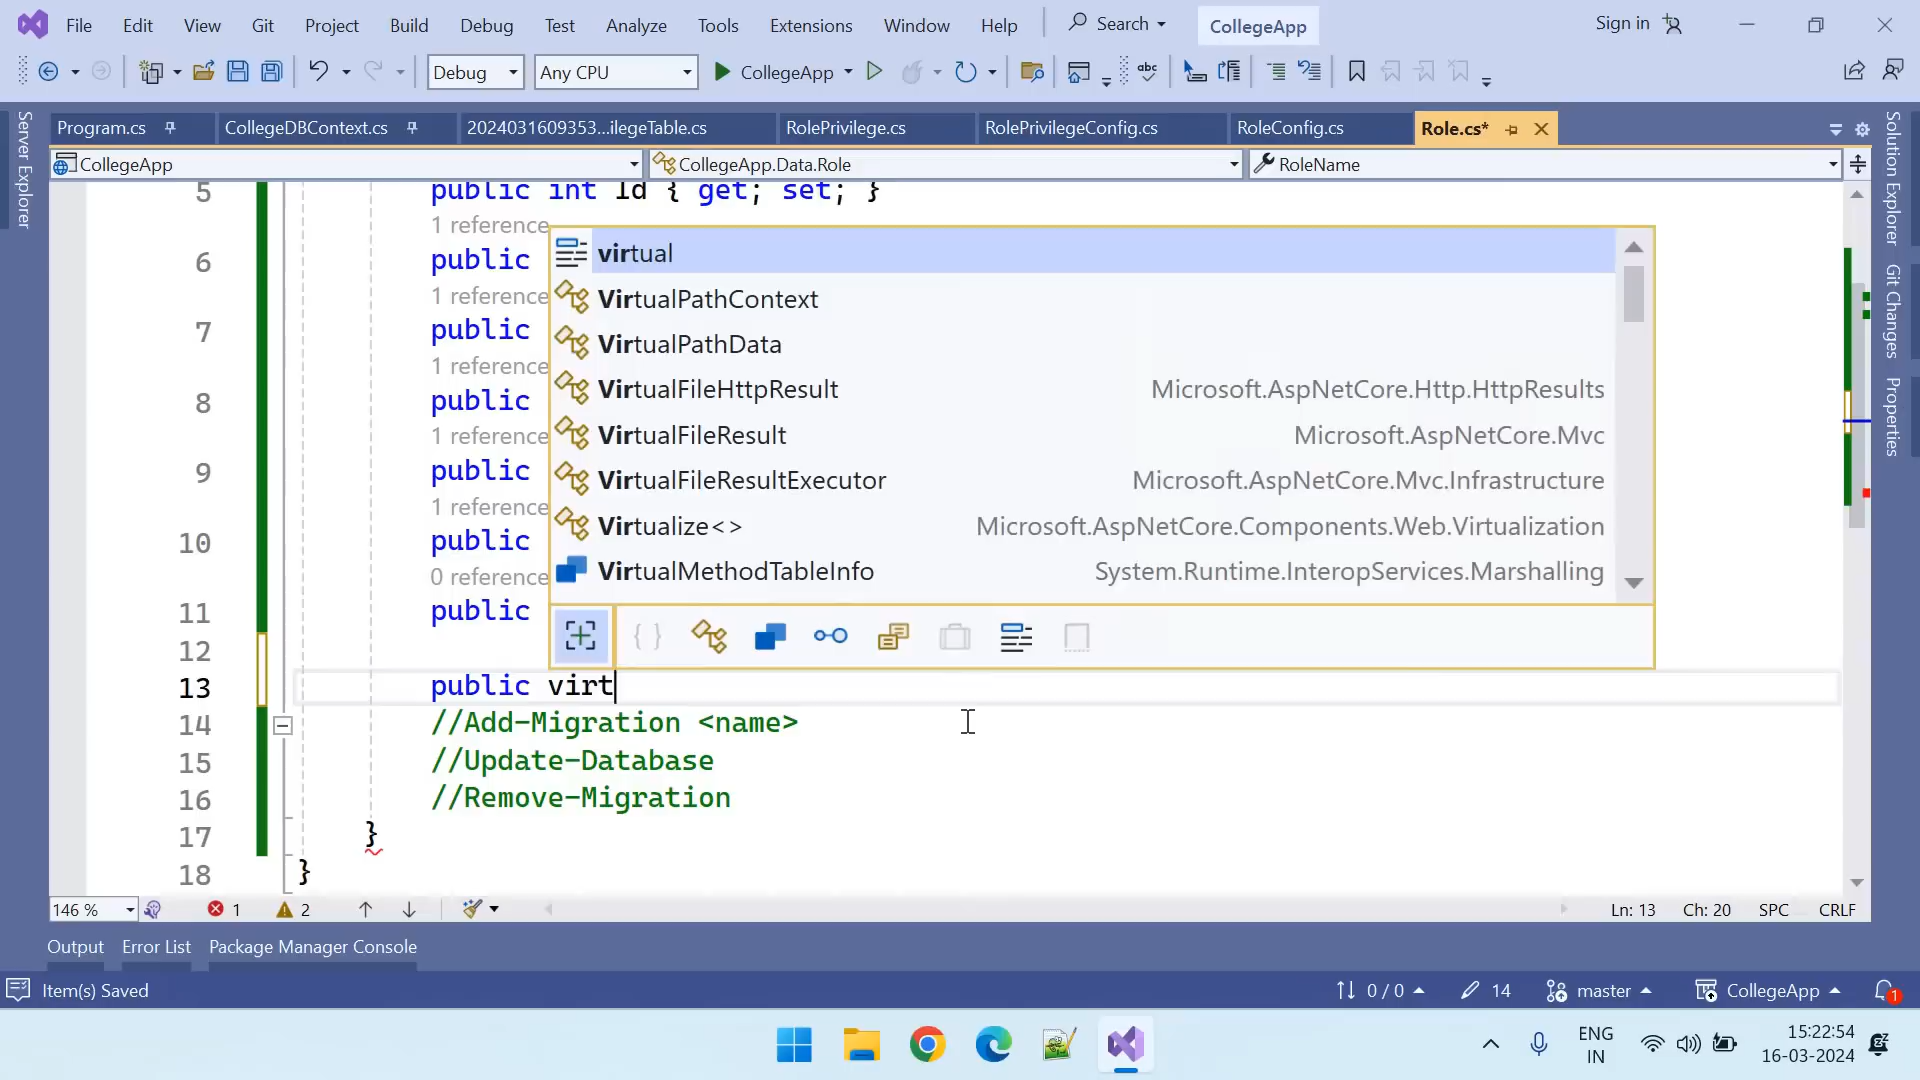 File Edit View Git Project Build Debug Test Analyze Tools Extensions Window Help Search CollegeApp Sign in
Debug Any CPU CollegeApp
Program.cs CollegeDBContext.cs 2024031609353...ilegeTable.cs RolePrivilege.cs RolePrivilegeConfig.cs RoleConfig.cs Role.cs*
CollegeApp CollegeApp.Data.Role RoleName
Server Explorer
Solution Explorer
Git Changes
Properties
5 public int Id { get; set; }
1 reference
6 public
1 reference
7 public
1 reference
8 public
1 reference
9 public
1 reference
10 public
0 reference
11 public
12
13 public virt
14 //Add-Migration <name>
15 //Update-Database
16 //Remove-Migration
17 }
18 }
virtual
VirtualPathContext
VirtualPathData
VirtualFileHttpResult Microsoft.AspNetCore.Http.HttpResults
VirtualFileResult Microsoft.AspNetCore.Mvc
VirtualFileResultExecutor Microsoft.AspNetCore.Mvc.Infrastructure
Virtualize<> Microsoft.AspNetCore.Components.Web.Virtualization
VirtualMethodTableInfo System.Runtime.InteropServices.Marshalling
146 % 1 2 Ln: 13 Ch: 20 SPC CRLF
Output Error List Package Manager Console
Item(s) Saved 0 / 0 14 master CollegeApp 1
ENG
IN
15:22:54
16-03-2024